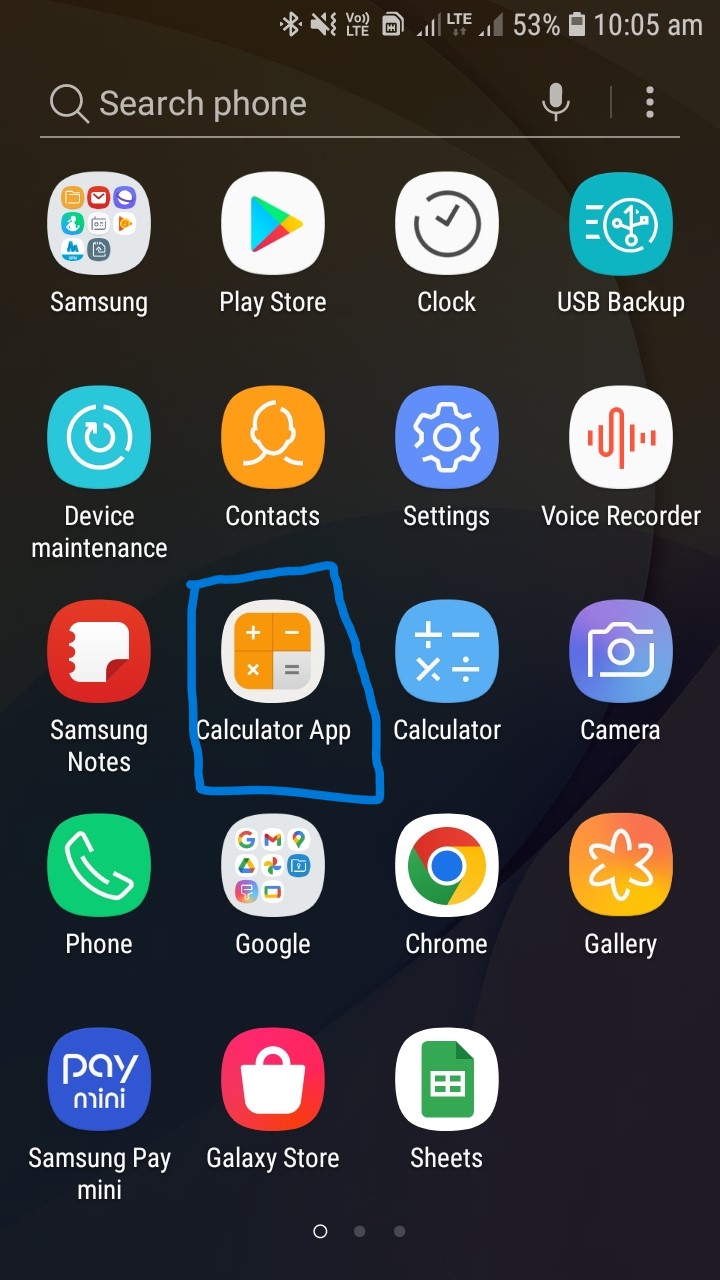 Vo)) LTE LTE 53% 10:05 am
Search phone
Samsung Play Store Clock USB Backup
Device maintenance Contacts Settings Voice Recorder
Samsung Notes Calculator App Calculator Camera
Phone Google Chrome Gallery
pay mini
Samsung Pay mini Galaxy Store Sheets